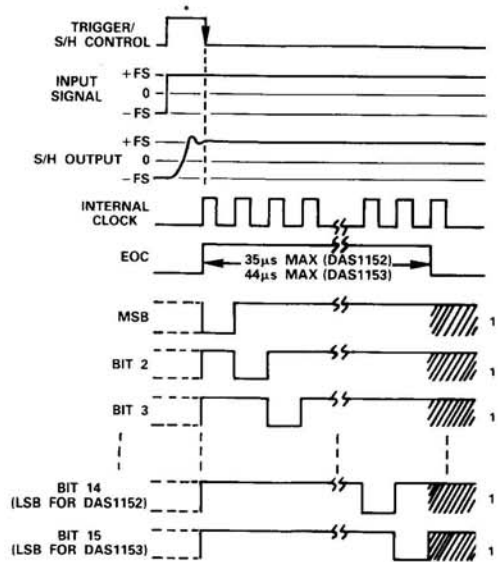 TRIGGER/
S/H CONTROL
INPUT
SIGNAL
+FS
0
-FS
S/H OUTPUT
+FS
0
-FS
INTERNAL
CLOCK
EOC
35µs MAX (DAS1152)
44µs MAX (DAS1153)
MSB
1
BIT 2
1
BIT 3
1
BIT 14
(LSB FOR DAS1152)
1
BIT 15
(LSB FOR DAS1153)
1